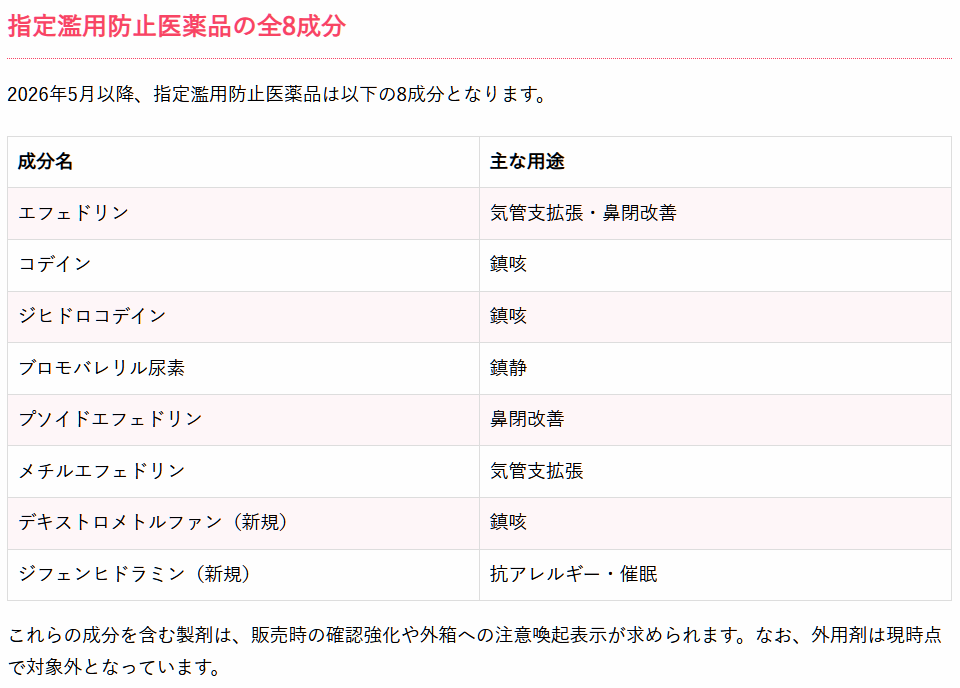 指定濫用防止医薬品の全8成分
2026年5月以降、指定濫用防止医薬品は以下の8成分となります。
成分名 主な用途
エフェドリン 気管支拡張・鼻閉改善
コデイン 鎮咳
ジヒドロコデイン 鎮咳
ブロモバレリル尿素 鎮静
プソイドエフェドリン 鼻閉改善
メチルエフェドリン 気管支拡張
デキストロメトルファン（新規） 鎮咳
ジフェンヒドラミン（新規） 抗アレルギー・催眠
これらの成分を含む製剤は、販売時の確認強化や外箱への注意喚起表示が求められます。なお、外用剤は現時点
で対象外となっています。